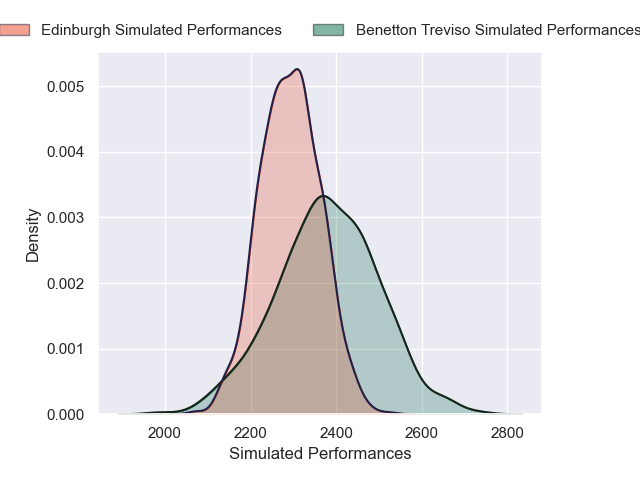 Edinburgh Simulated Performances Benetton Treviso Simulated Performances
0.005
0.004
0.003
0.002
0.001
0.000
Density
2000 2200 2400 2600 2800
Simulated Performances